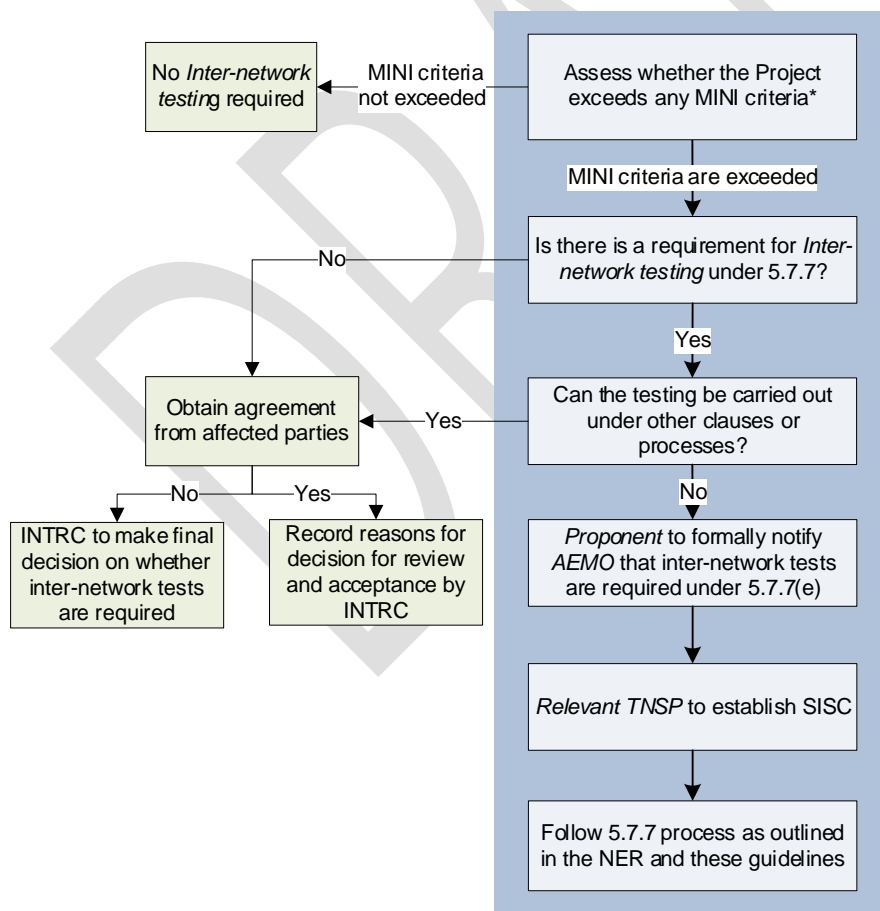 No Inter-network
testing required
MINI criteria
not exceeded
Assess whether the Project
exceeds any MINI criteria*
MINI criteria are exceeded
Is there is a requirement for Inter-
network testing under 5.7.7?
No
Yes
Can the testing be carried out
under other clauses or
processes?
Yes
Obtain agreement
from affected parties
No
No
Yes
INTRC to make final
decision on whether
inter-network tests
are required
Record reasons for
decision for review
and acceptance by
INTRC
Proponent to formally notify
AEMO that inter-network tests
are required under 5.7.7(e)
Relevant TNSP to establish SISC
Follow 5.7.7 process as outlined
in the NER and these guidelines